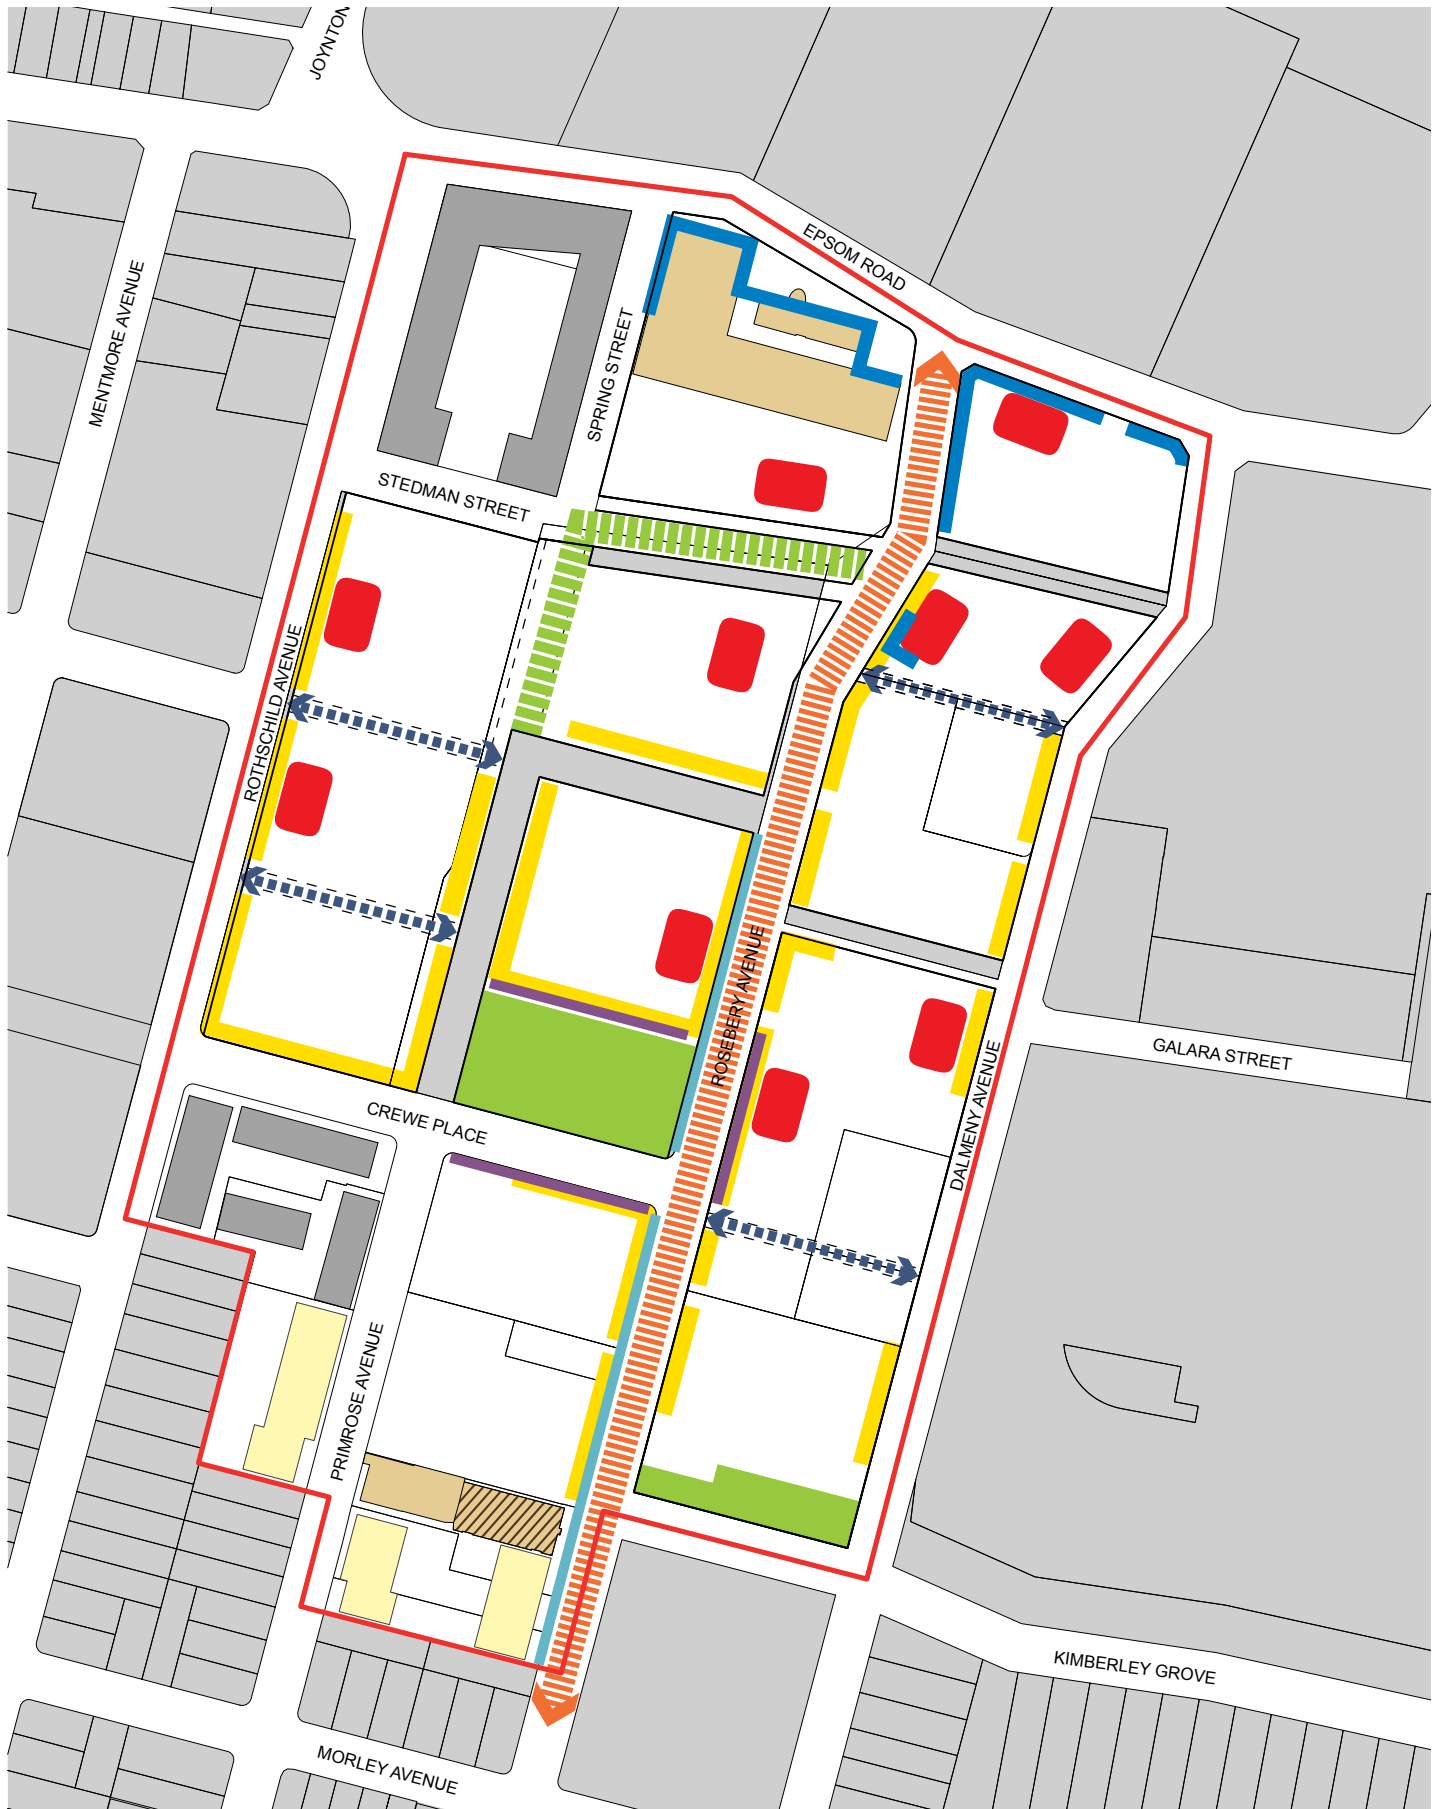 JOYNTON
EPSOM ROAD
MENTMORE AVENUE
SPRING STREET
STEDMAN STREET
ROTHSCHILD AVENUE
ROSEBERY AVENUE
GALARA STREET
DALMENY AVENUE
CREWE PLACE
PRIMROSE AVENUE
KIMBERLEY GROVE
MORLEY AVENUE